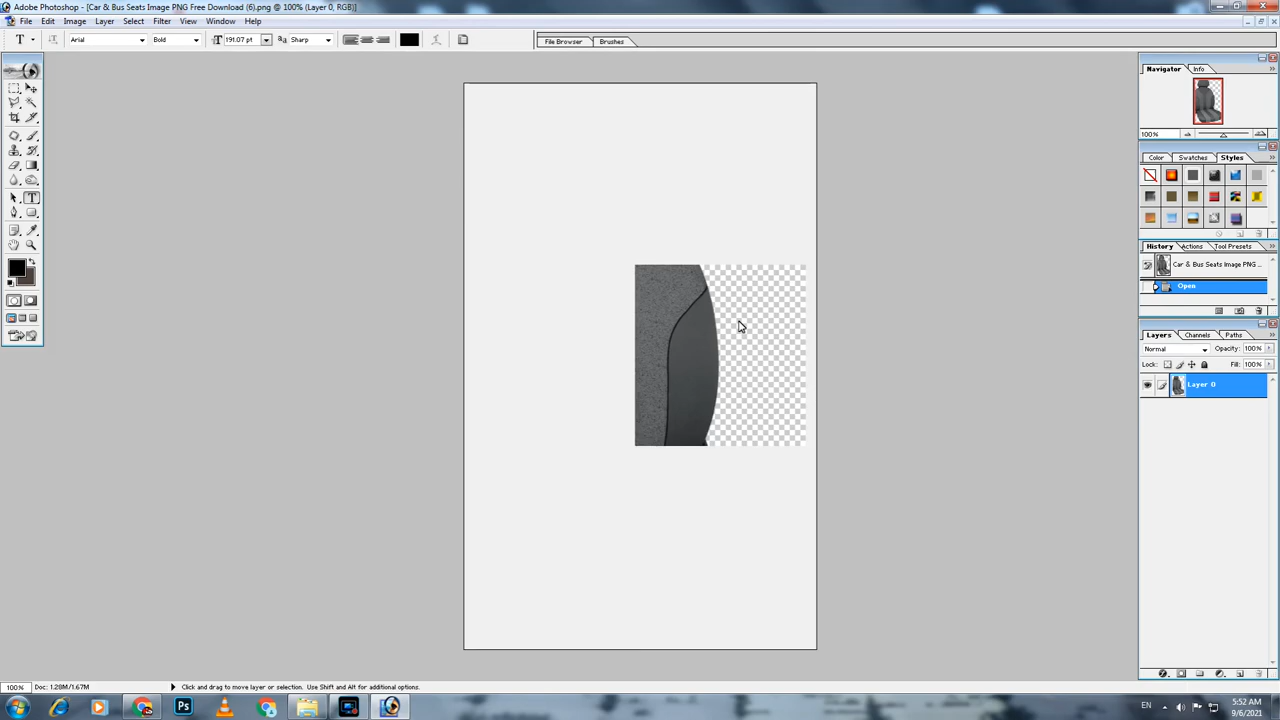 Adobe Photoshop - [Car & Bus Seats Image PNG Free Download (6).png @ 100% (Layer 0, RGB)]
File Edit Image Layer Select Filter View Window Help
T Arial Bold T 191.07 pt aa Sharp File Browser Brushes
Navigator Info
100%
Color Swatches Styles
History Actions Tool Presets
Car & Bus Seats Image PNG ...
Open
Layers Channels Paths
Normal Opacity: 100%
Lock: Fill: 100%
Layer 0
100% Doc: 1.28M/1.67M Click and drag to move layer or selection. Use Shift and Alt for additional options.
Ps EN 5:52 AM
9/6/2021